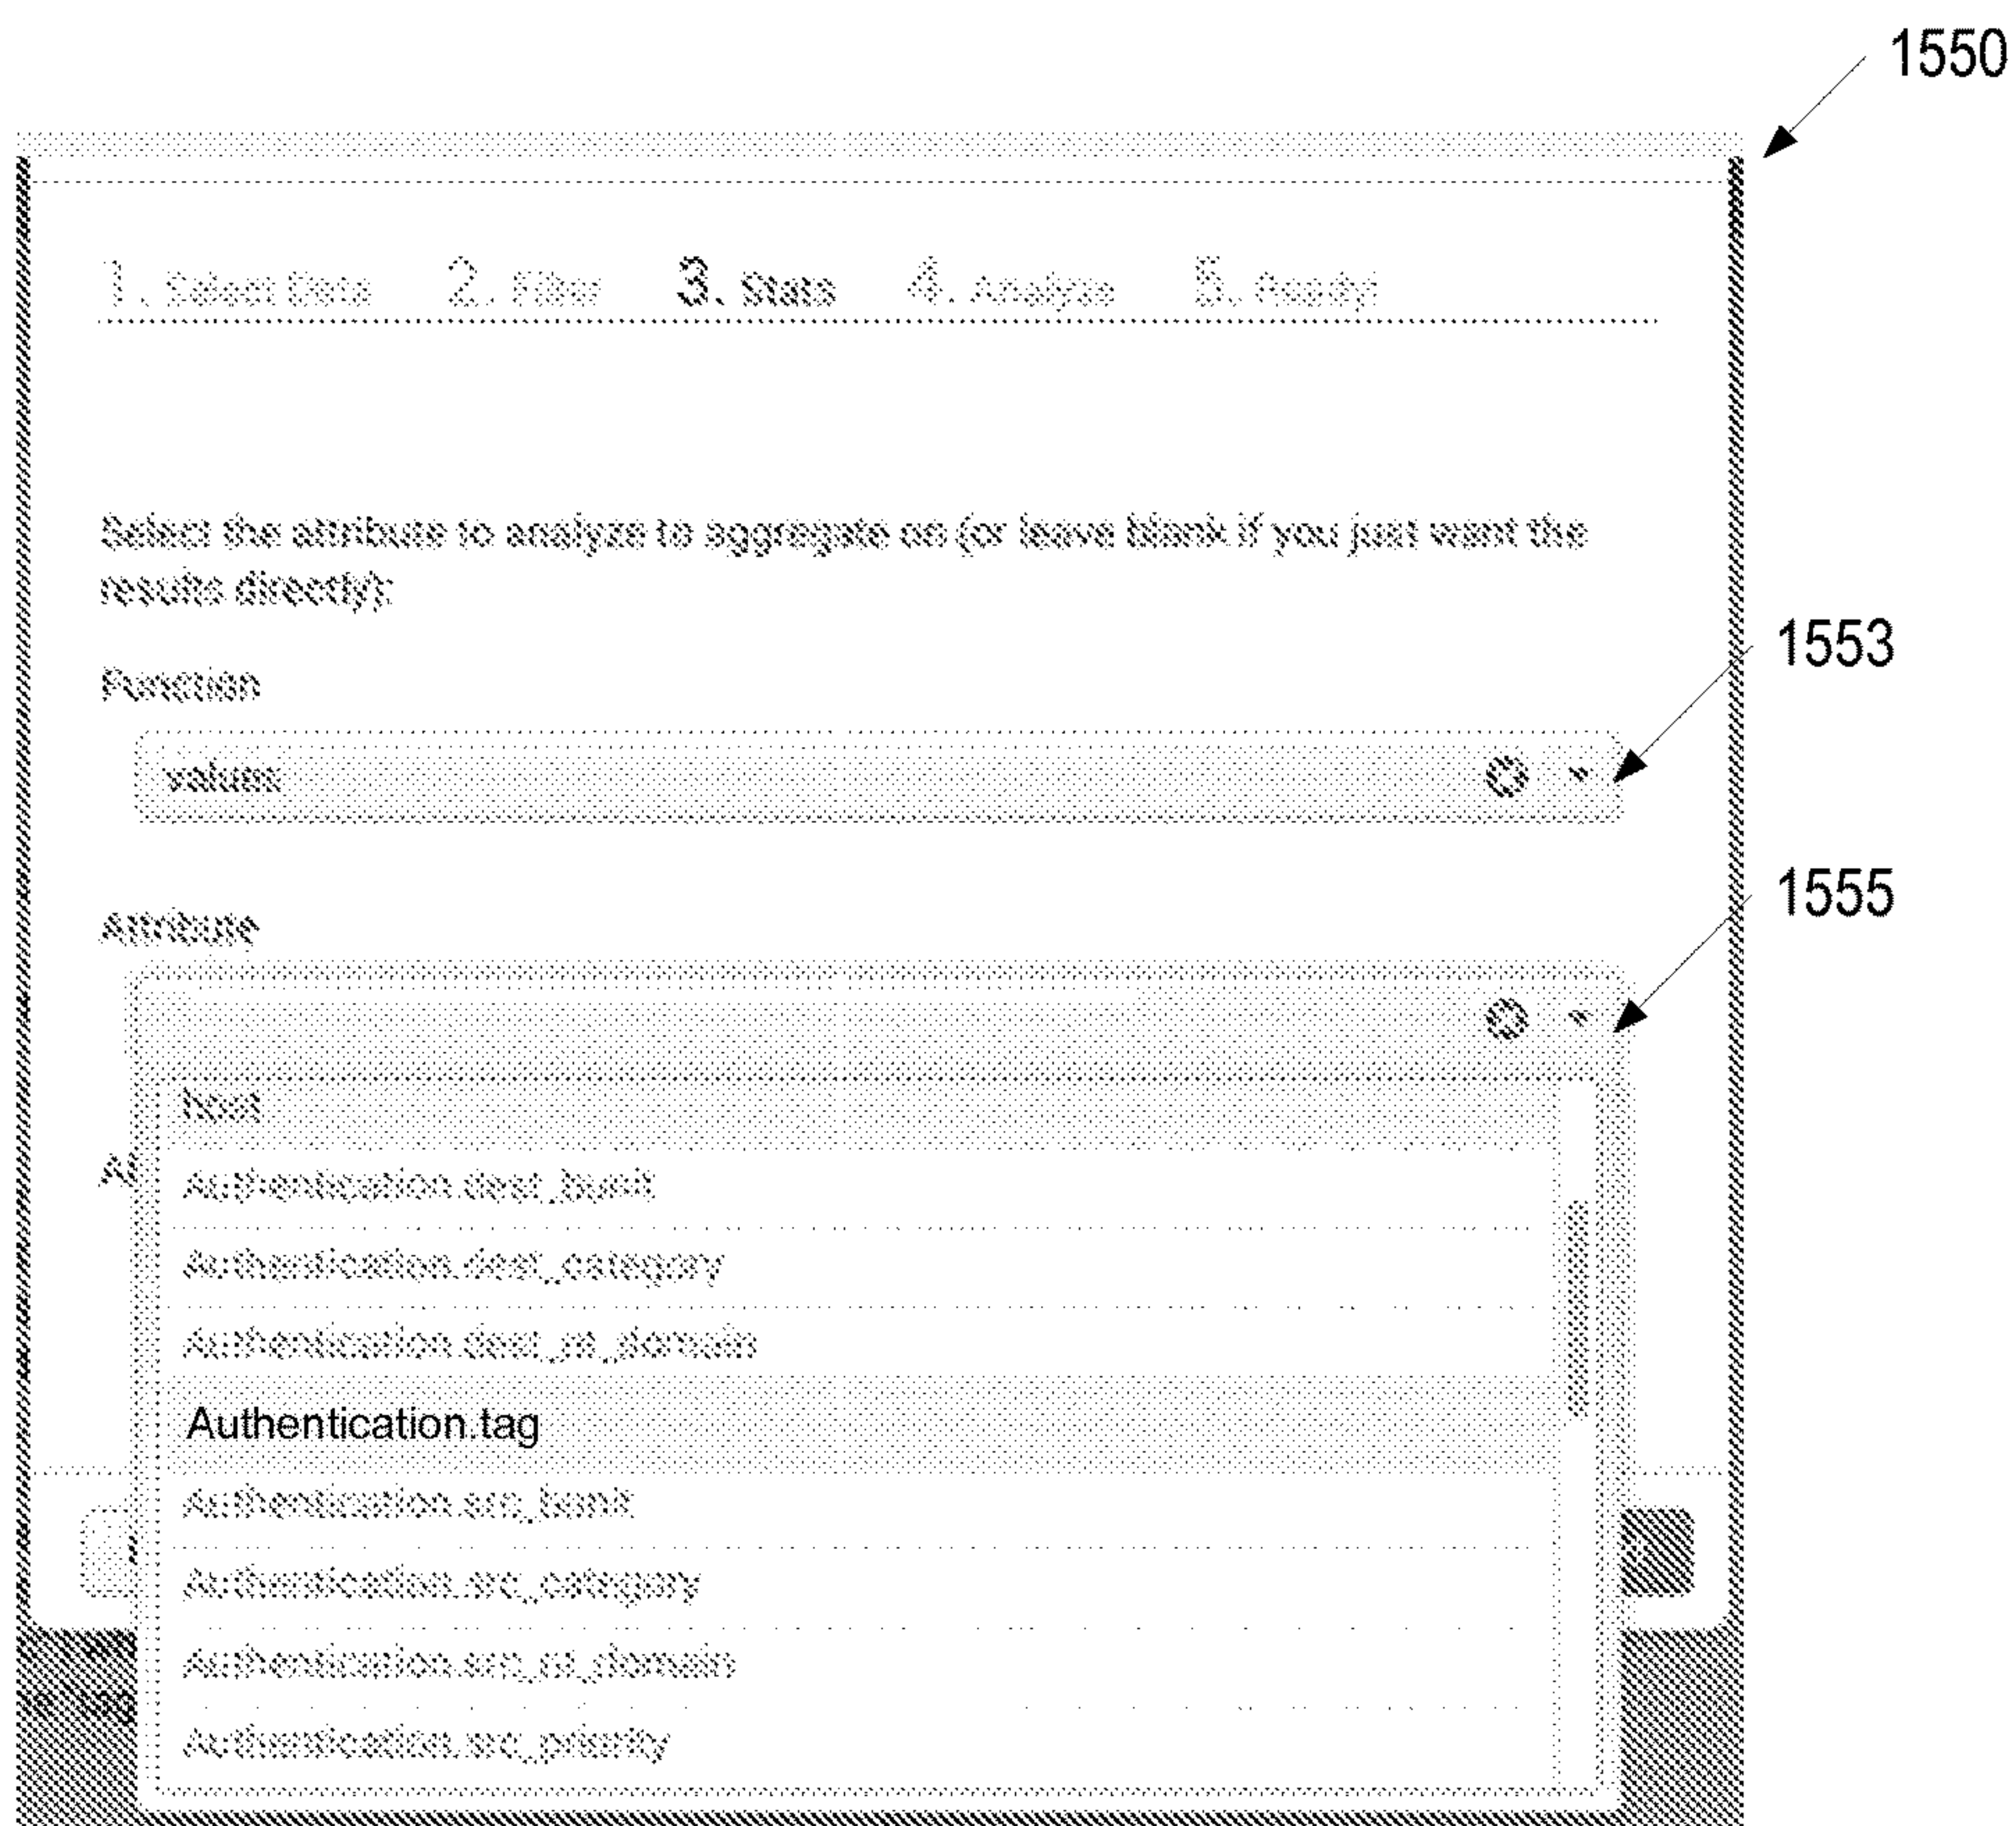 1550
1. Select Data 2. Filter 3. Stats 4. Analyze 5. Ready!
Select the attribute to analyze to aggregate on (or leave blank if you just want the
results directly):
Function
values
1553
Attribute
1555
host
Authentication.dest_bunit
Authentication.dest_category
Authentication.dest_nt_domain
Authentication.tag
Authentication.src_bunit
Authentication.src_category
Authentication.src_nt_domain
Authentication.src_priority